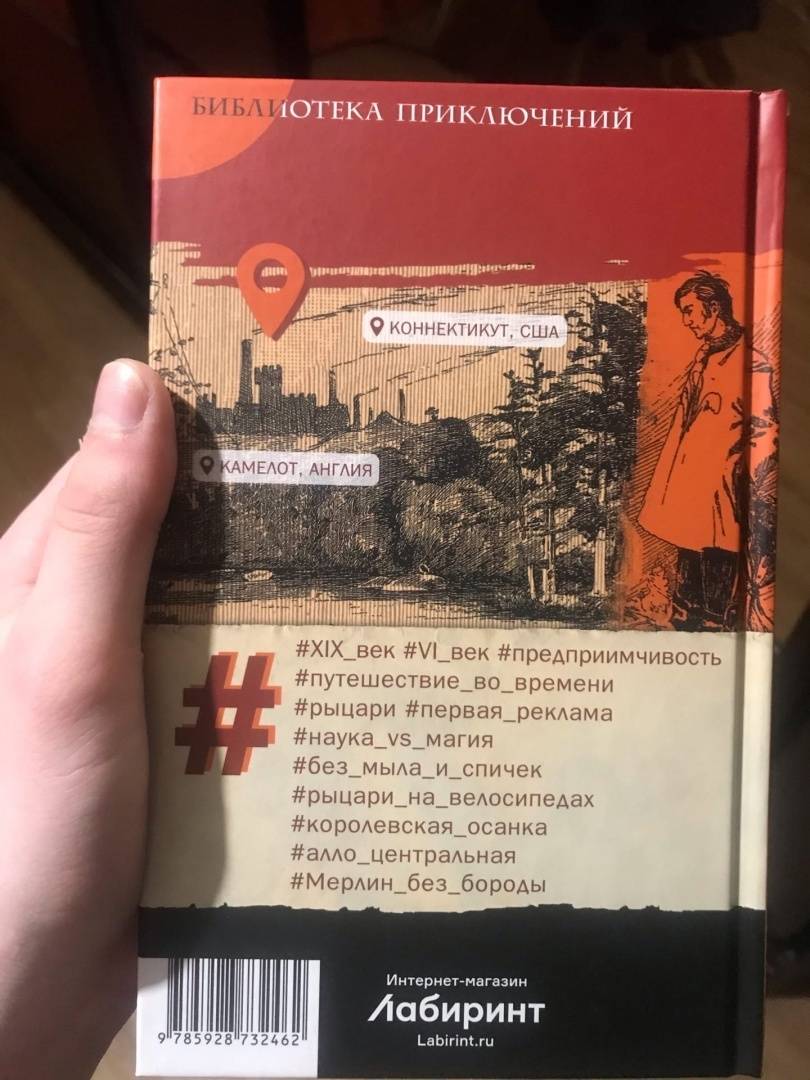 БИБЛИОТЕКА ПРИКЛЮЧЕНИЙ
КОННЕКТИКУТ, США
КАМЕЛОТ, АНГЛИЯ
#
#XIX_век #VI_век #предприимчивость
#путешествие_во_времени
#рыцари #первая_реклама
#наука_vs_магия
#без_мыла_и_спичек
#рыцари_на_велосипедах
#королевская_осанка
#алло_центральная
#Мерлин_без_бороды
Интернет-магазин
Лабиринт
Labirint.ru
9 785928 732462